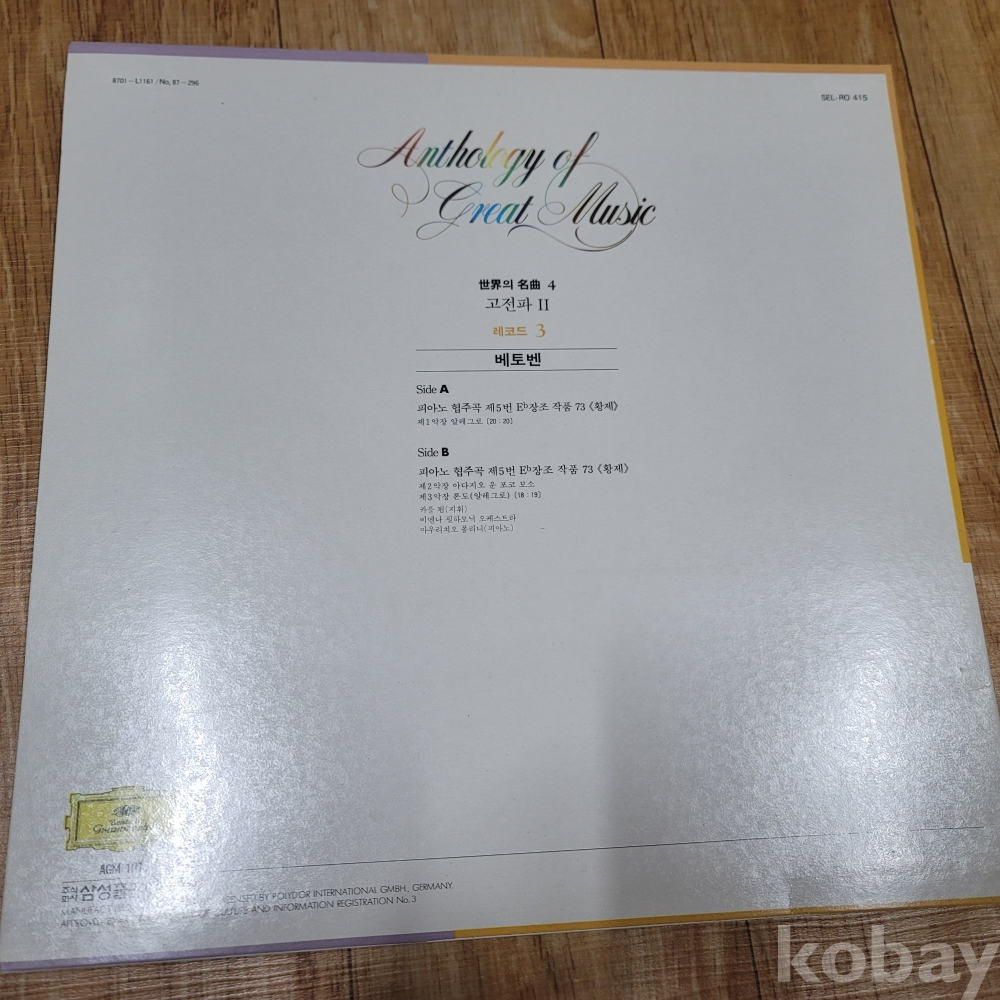 8701-L1161/No, 87-296
SEL-RO 415
Anthology of
Great Music
世界의 名曲 4
고전파 II
레코드 3
베토벤
Side A
피아노 협주곡 제5번 E♭장조 작품 73 《황제》
제1악장 알레그로 [20:20]
Side B
피아노 협주곡 제5번 E♭장조 작품 73 《황제》
제2악장 아다지오 운 포코 모소
제3악장 론도(알레그로) [18:19]
카를 뵘(지휘)
비엔나 필하모닉 오케스트라
마우리치오 폴리니(피아노)
Deutsche
Grammophon
AGM
주식회사 삼성
BY POLYDOR INTERNATIONAL GMBH., GERMANY.
AND INFORMATION REGISTRATION No.3
kobay